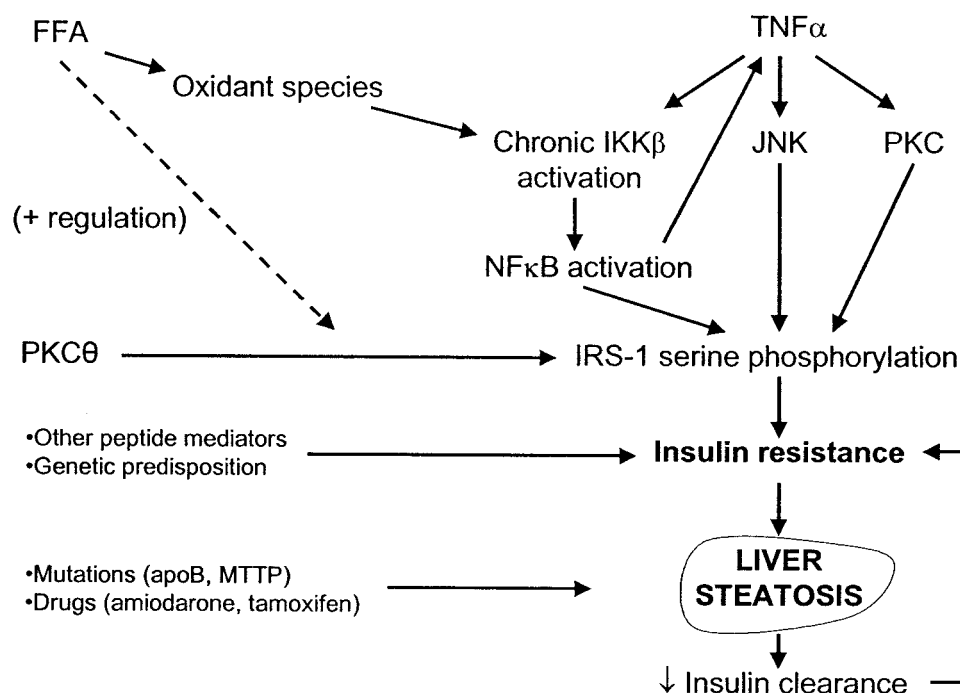 FFA
TNFα
Oxidant species
Chronic IKKβ
activation
JNK
PKC
(+ regulation)
NFκB activation
PKCθ
IRS-1 serine phosphorylation
•Other peptide mediators
•Genetic predisposition
Insulin resistance
•Mutations (apoB, MTTP)
•Drugs (amiodarone, tamoxifen)
LIVER
STEATOSIS
↓ Insulin clearance